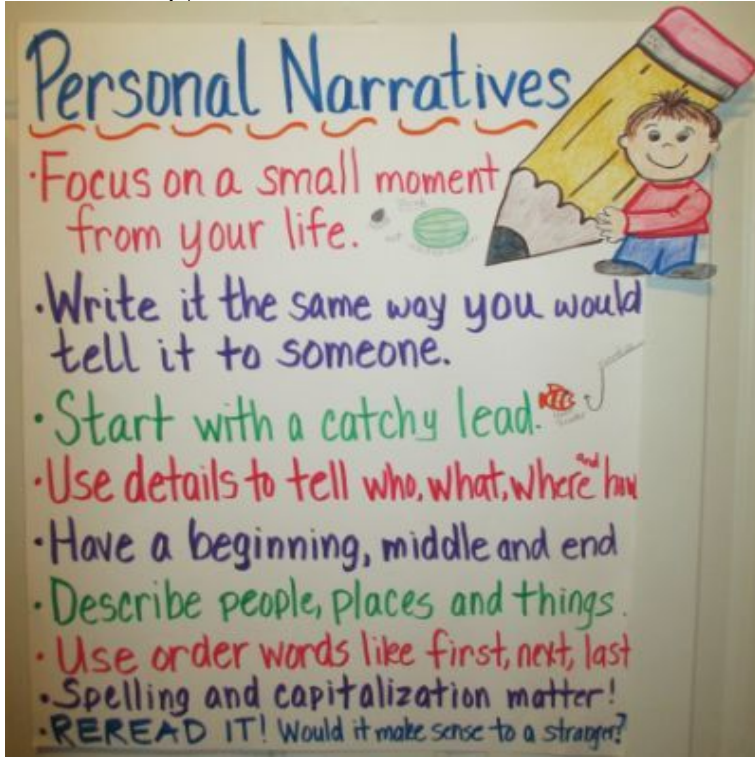 Personal Narratives
·Focus on a small moment
from your life.
·Write it the same way you would
tell it to someone.
·Start with a catchy lead.
·Use details to tell who, what, where and how
·Have a beginning, middle and end
·Describe people, places and things.
·Use order words like first, next, last
·Spelling and capitalization matter!
·REREAD IT! Would it make sense to a stranger?